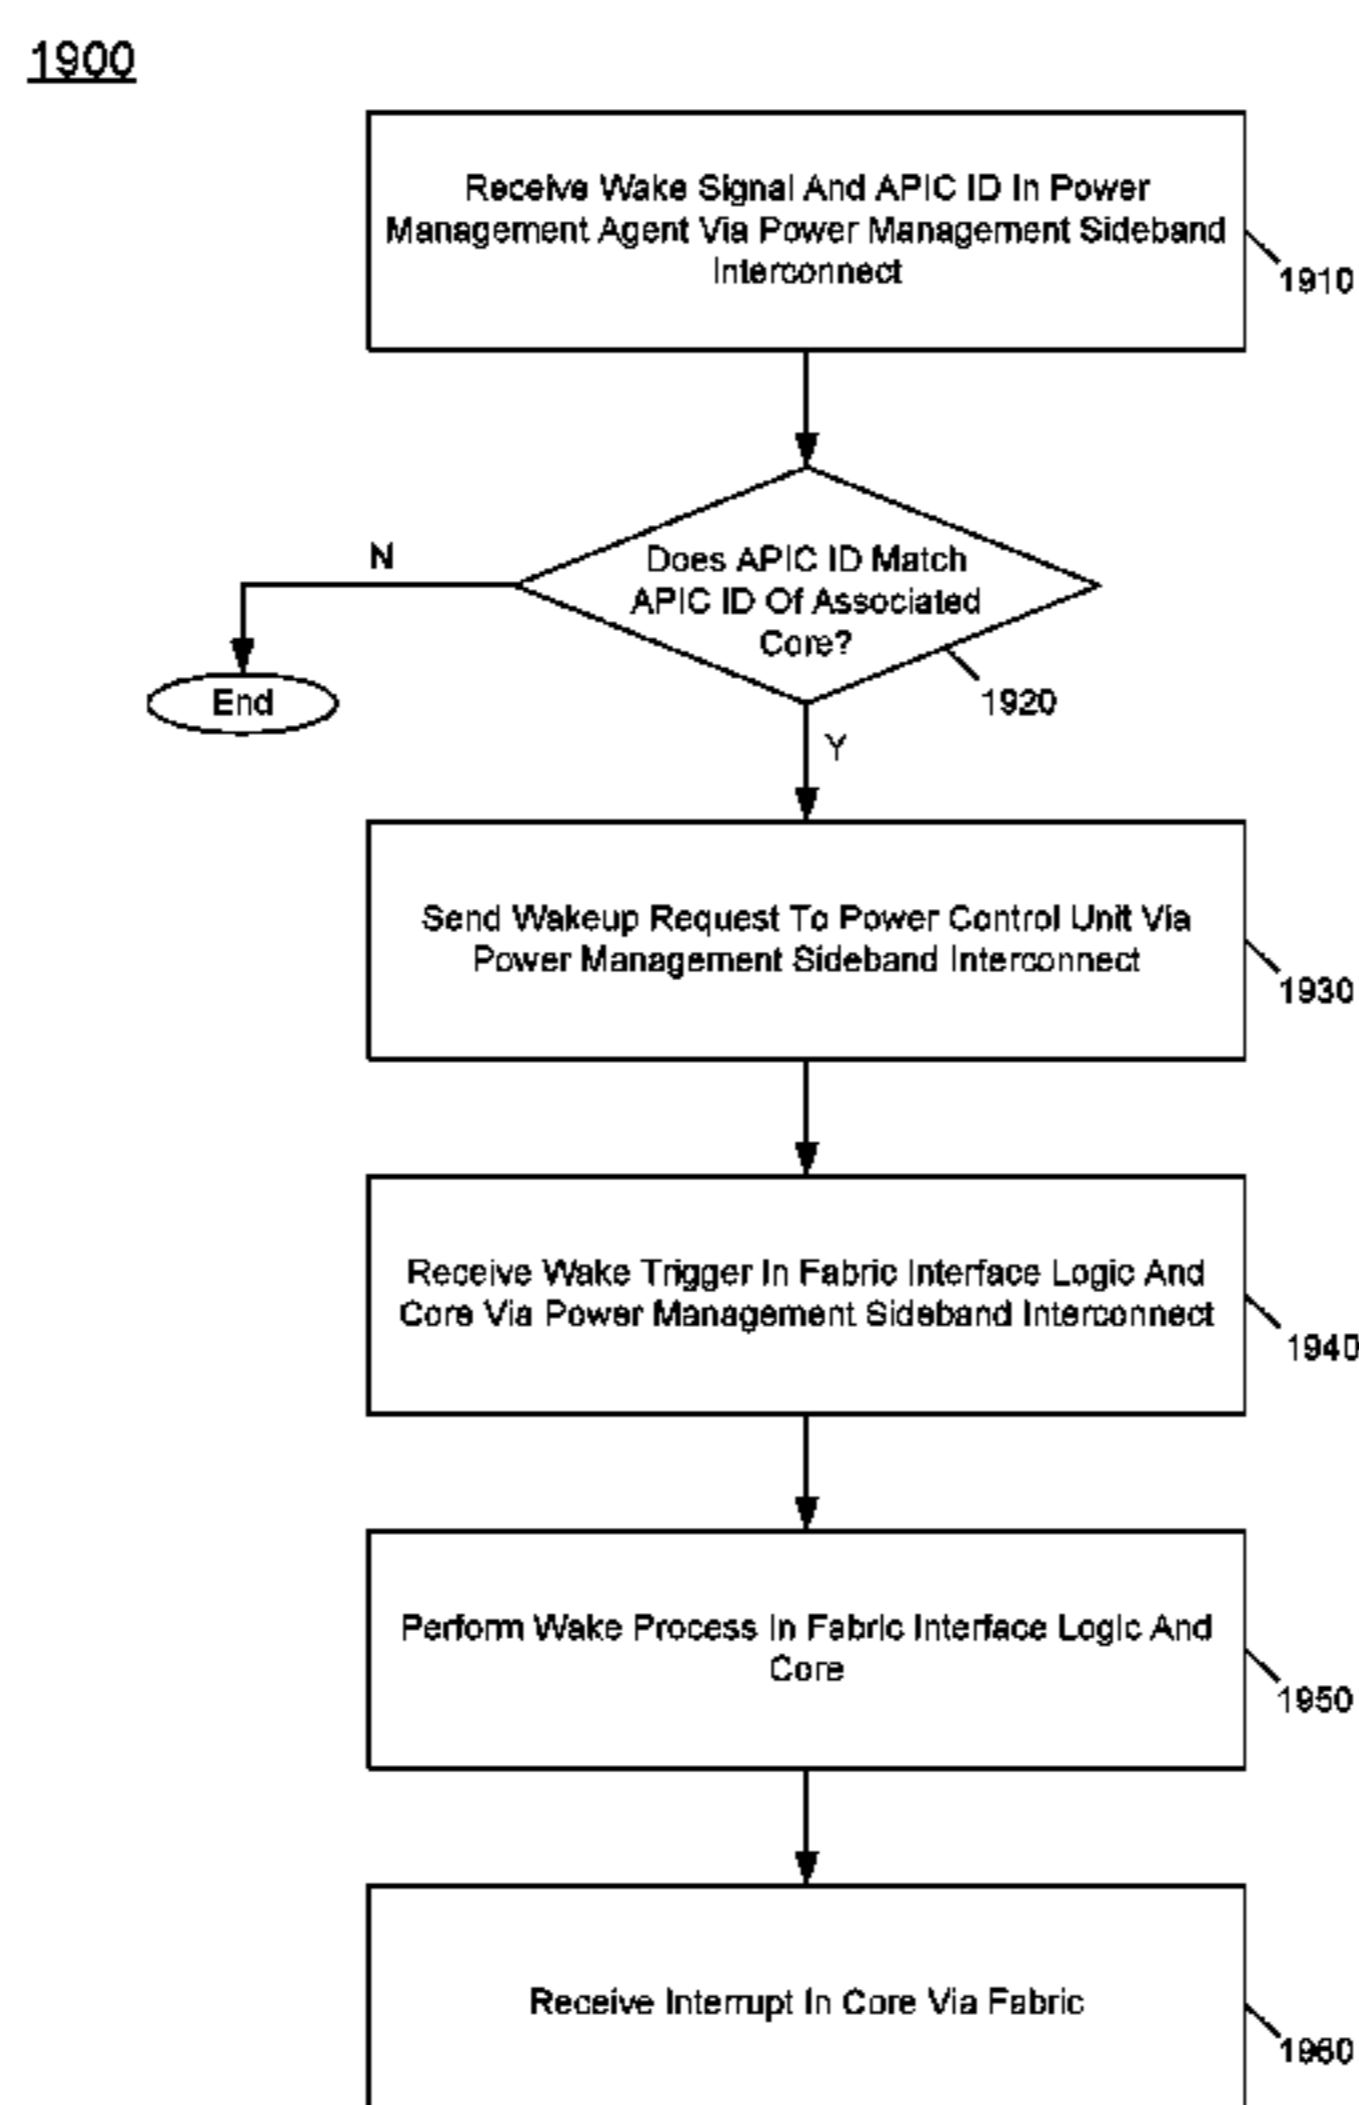 1900
Receive Wake Signal And APIC ID In Power
Management Agent Via Power Management Sideband
Interconnect
1910
Does APIC ID Match
APIC ID Of Associated
Core?
N
End
1920
Y
Send Wakeup Request To Power Control Unit Via
Power Management Sideband Interconnect
1930
Receive Wake Trigger In Fabric Interface Logic And
Core Via Power Management Sideband Interconnect
1940
Perform Wake Process In Fabric Interface Logic And
Core
1950
Receive Interrupt In Core Via Fabric
1960